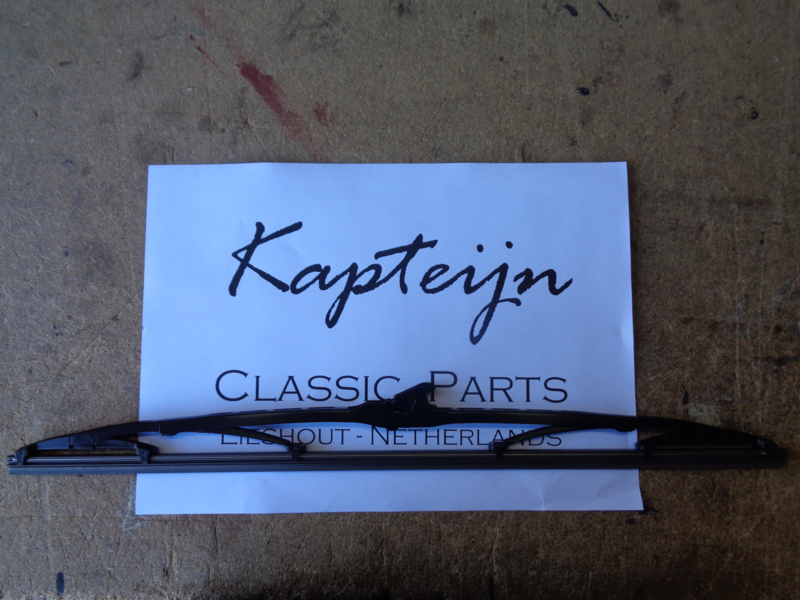 Kapteijn
Classic Parts
Lieshout - Netherlands